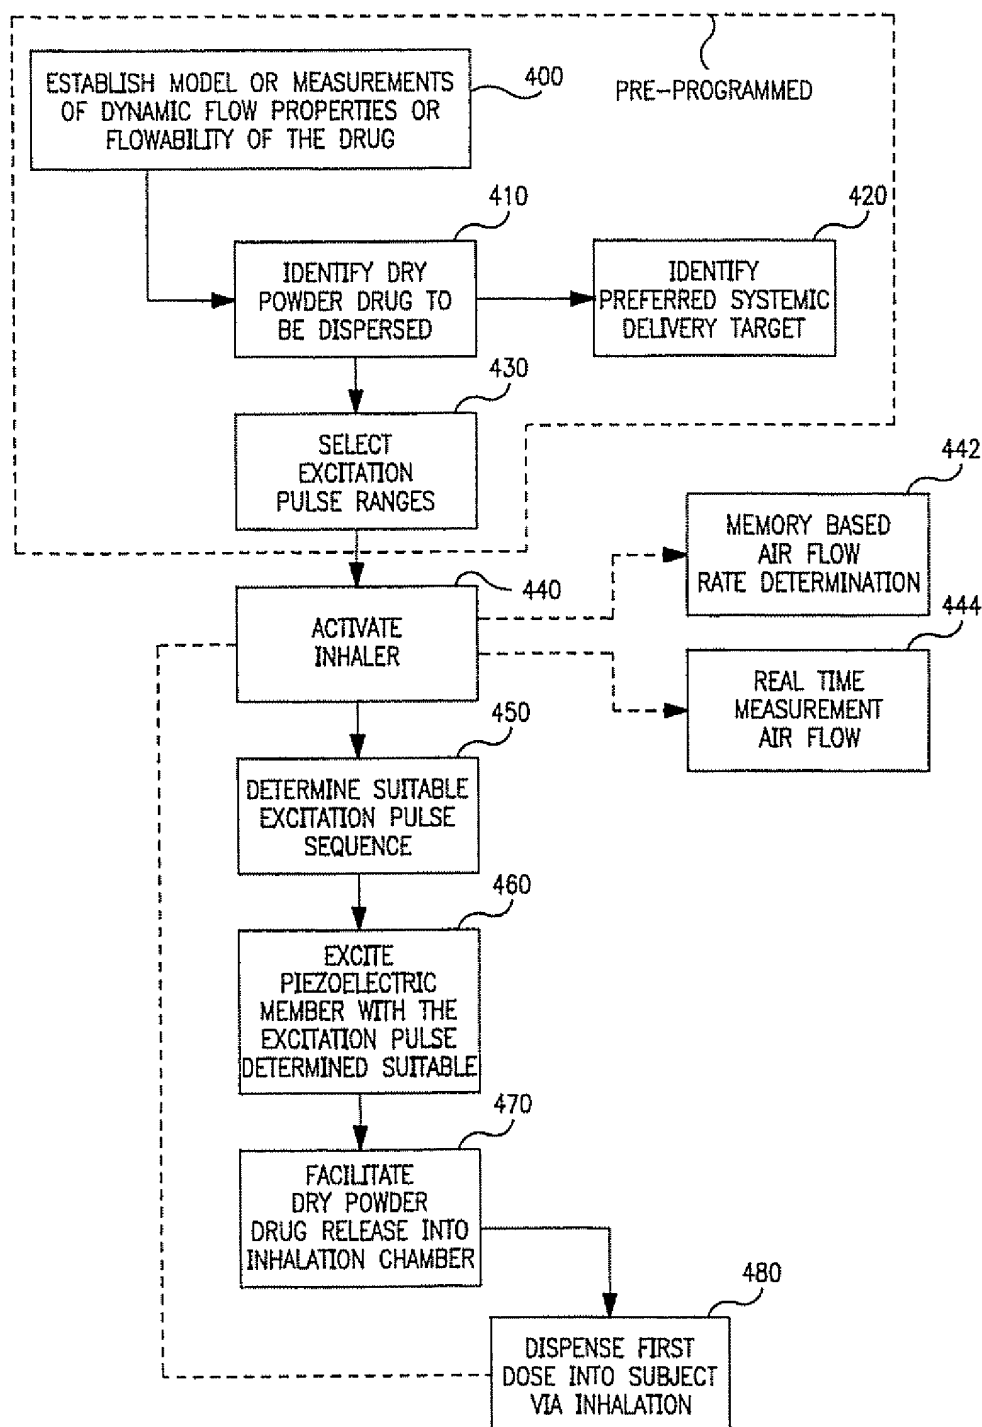 ESTABLISH MODEL OR MEASUREMENTS
OF DYNAMIC FLOW PROPERTIES OR
FLOWABILITY OF THE DRUG
400
PRE-PROGRAMMED
410
IDENTIFY DRY
POWDER DRUG TO
BE DISPERSED
420
IDENTIFY
PREFERRED SYSTEMIC
DELIVERY TARGET
430
SELECT
EXCITATION
PULSE RANGES
442
MEMORY BASED
AIR FLOW
RATE DETERMINATION
440
ACTIVATE
INHALER
444
REAL TIME
MEASUREMENT
AIR FLOW
450
DETERMINE SUITABLE
EXCITATION PULSE
SEQUENCE
460
EXCITE
PIEZOELECTRIC
MEMBER WITH THE
EXCITATION PULSE
DETERMINED SUITABLE
470
FACILITATE
DRY POWDER
DRUG RELEASE INTO
INHALATION CHAMBER
480
DISPENSE FIRST
DOSE INTO SUBJECT
VIA INHALATION